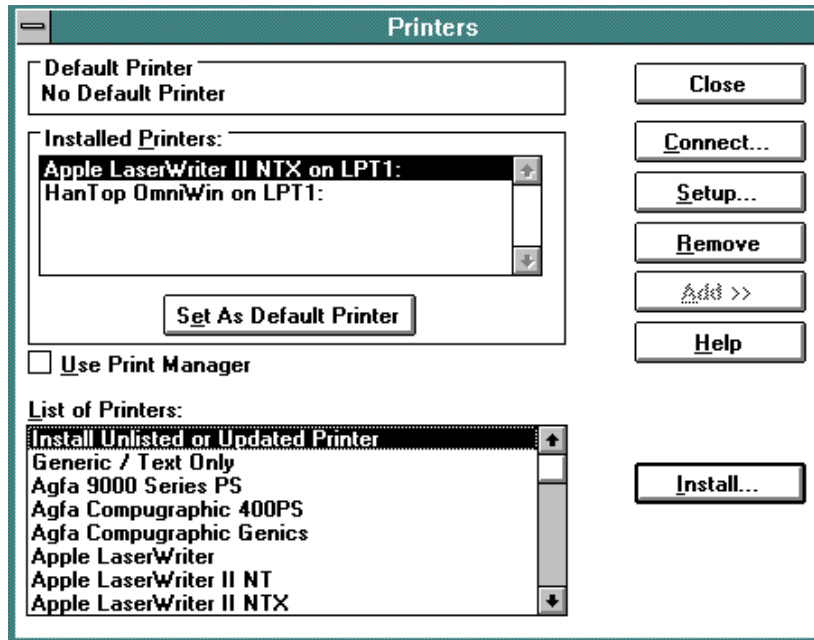 Printers
Default Printer
No Default Printer
Close
Installed Printers:
Apple LaserWriter II NTX on LPT1:
HanTop OmniWin on LPT1:
Connect...
Setup...
Remove
Add >>
Help
Set As Default Printer
Use Print Manager
List of Printers:
Install Unlisted or Updated Printer
Generic / Text Only
Agfa 9000 Series PS
Agfa Compugraphic 400PS
Agfa Compugraphic Genics
Apple LaserWriter
Apple LaserWriter II NT
Apple LaserWriter II NTX
Install...